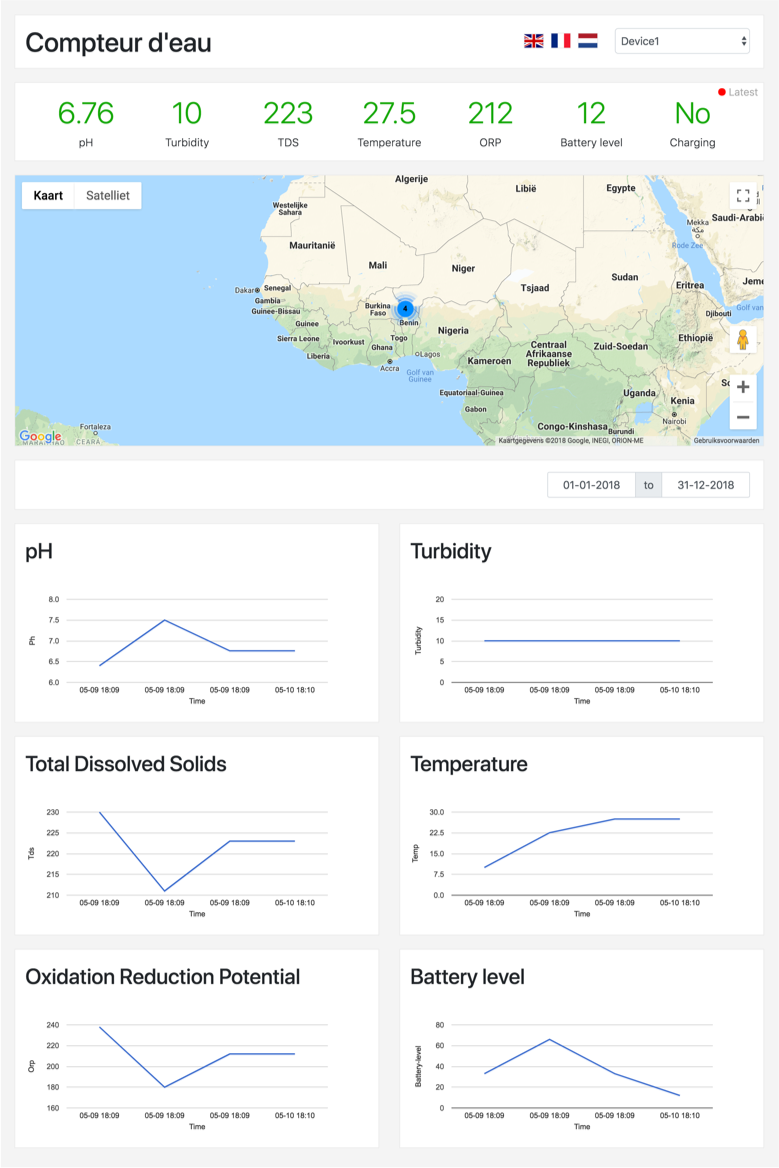 Compteur d'eau
Device1
Latest
6.76 10 223 27.5 212 12 No
pH Turbidity TDS Temperature ORP Battery level Charging
Kaart Satelliet
Algerije
Libië
Egypte
Westelijke
Sahara
Mekka
مكة
Saudi-Arabi
Rode Zee
Mauritanië
Mali
Niger
Tsjaad
Sudan
Eritrea
Jeme
Dakar
Senegal
Gambia
Guinee-Bissau
Burkina
Faso
4
Benin
Golf van
Djibouti
Guinee
Sierra Leone
Ivoorkust
Togo
Nigeria
Ghana
Liberia
Lagos
Accra
Centraal
Afrikaanse
Republiek
Zuid-Soedan
Ethiopië
Kameroen
Golf van
Guinee
Equatoriaal-Guinea
Gabon
Uganda
Kenia
Nairobi
Fortaleza
CEARÁ
Congo-Kinshasa
Burundi
Google
Kaartgegevens ©2018 Google, INEGI, ORION-ME
Gebruiksvoorwaarden
01-01-2018 to 31-12-2018
pH
8.0
7.5
7.0
6.5
6.0
Ph
05-09 18:09 05-09 18:09 05-09 18:09 05-10 18:10
Time
Turbidity
20
15
10
5
0
Turbidity
05-09 18:09 05-09 18:09 05-09 18:09 05-10 18:10
Time
Total Dissolved Solids
230
225
220
215
210
Tds
05-09 18:09 05-09 18:09 05-09 18:09 05-10 18:10
Time
Temperature
30.0
22.5
15.0
7.5
0.0
Temp
05-09 18:09 05-09 18:09 05-09 18:09 05-10 18:10
Time
Oxidation Reduction Potential
240
220
200
180
160
Orp
05-09 18:09 05-09 18:09 05-09 18:09 05-10 18:10
Time
Battery level
80
60
40
20
0
Battery-level
05-09 18:09 05-09 18:09 05-09 18:09 05-10 18:10
Time